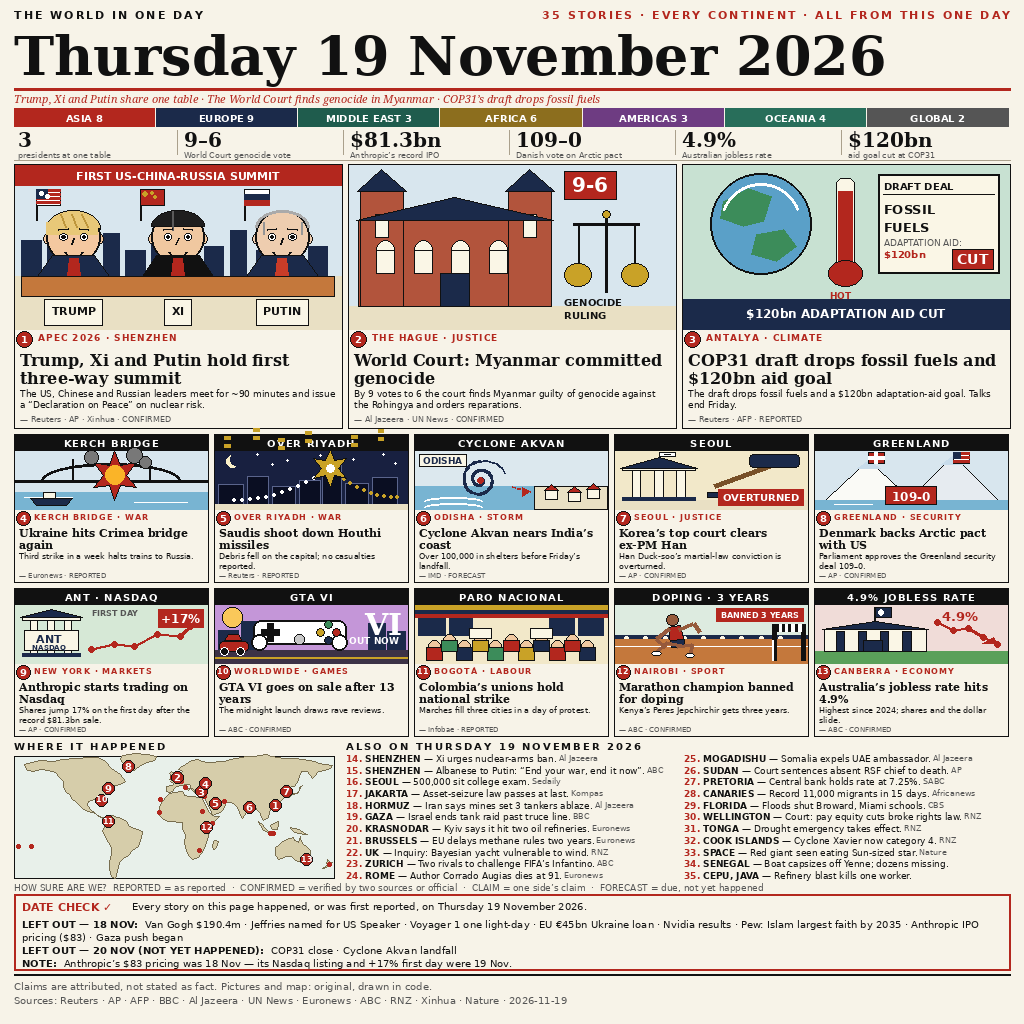 THE WORLD IN ONE DAY
35 STORIES · EVERY CONTINENT · ALL FROM THIS ONE DAY
Thursday 19 November 2026
Trump, Xi and Putin share one table · The World Court finds genocide in Myanmar · COP31's draft drops fossil fuels
ASIA 8
EUROPE 9
MIDDLE EAST 3
AFRICA 6
AMERICAS 3
OCEANIA 4
GLOBAL 2
3
presidents at one table
9–6
World Court genocide vote
$81.3bn
Anthropic's record IPO
109–0
Danish vote on Arctic pact
4.9%
Australian jobless rate
$120bn
aid goal cut at COP31
FIRST US-CHINA-RUSSIA SUMMIT
TRUMP
XI
PUTIN
1 APEC 2026 · SHENZHEN
Trump, Xi and Putin hold first
three-way summit
The US, Chinese and Russian leaders meet for ~90 minutes and issue
a “Declaration on Peace” on nuclear risk.
— Reuters · AP · Xinhua · CONFIRMED
9-6
GENOCIDE
RULING
2 THE HAGUE · JUSTICE
World Court: Myanmar committed
genocide
By 9 votes to 6 the court finds Myanmar guilty of genocide against
the Rohingya and orders reparations.
— Al Jazeera · UN News · CONFIRMED
DRAFT DEAL
FOSSIL
FUELS
ADAPTATION AID:
$120bn
CUT
HOT
$120bn ADAPTATION AID CUT
3 ANTALYA · CLIMATE
COP31 draft drops fossil fuels and
$120bn aid goal
The draft drops fossil fuels and a $120bn adaptation-aid goal. Talks
end Friday.
— Reuters · AFP · REPORTED
KERCH BRIDGE
4 KERCH BRIDGE · WAR
Ukraine hits Crimea bridge
again
Third strike in a week halts trains to Russia.
— Euronews · REPORTED
OVER RIYADH
5 OVER RIYADH · WAR
Saudis shoot down Houthi
missiles
Debris fell on the capital; no casualties
reported.
— Reuters · REPORTED
CYCLONE AKVAN
ODISHA
6 ODISHA · STORM
Cyclone Akvan nears India's
coast
Over 100,000 in shelters before Friday's
landfall.
— IMD · FORECAST
SEOUL
OVERTURNED
7 SEOUL · JUSTICE
Korea's top court clears
ex-PM Han
Han Duck-soo's martial-law conviction is
overturned.
— AP · CONFIRMED
GREENLAND
109-0
8 GREENLAND · SECURITY
Denmark backs Arctic pact
with US
Parliament approves the Greenland security
deal 109–0.
— AP · CONFIRMED
ANT · NASDAQ
FIRST DAY
+17%
ANT
NASDAQ
9 NEW YORK · MARKETS
Anthropic starts trading on
Nasdaq
Shares jump 17% on the first day after the
record $81.3bn sale.
— AP · CONFIRMED
GTA VI
VI
OUT NOW
10 WORLDWIDE · GAMES
GTA VI goes on sale after 13
years
The midnight launch draws rave reviews.
— ABC · CONFIRMED
PARO NACIONAL
11 BOGOTÁ · LABOUR
Colombia's unions hold
national strike
Marches fill three cities in a day of protest.
— Infobae · REPORTED
DOPING · 3 YEARS
BANNED 3 YEARS
12 NAIROBI · SPORT
Marathon champion banned
for doping
Kenya's Peres Jepchirchir gets three years.
— ABC · CONFIRMED
4.9% JOBLESS RATE
4.9%
13 CANBERRA · ECONOMY
Australia's jobless rate hits
4.9%
Highest since 2024; shares and the dollar
slide.
— ABC · CONFIRMED
WHERE IT HAPPENED
8
2
9
10
4
3
5
7
6
1
11
12
13
ALSO ON THURSDAY 19 NOVEMBER 2026
14. SHENZHEN — Xi urges nuclear-arms ban. Al Jazeera
15. SHENZHEN — Albanese to Putin: “End your war, end it now”. ABC
16. SEOUL — 500,000 sit college exam. Sedaily
17. JAKARTA — Asset-seizure law passes at last. Kompas
18. HORMUZ — Iran says mines set 3 tankers ablaze. Al Jazeera
19. GAZA — Israel ends tank raid past truce line. BBC
20. KRASNODAR — Kyiv says it hit two oil refineries. Euronews
21. BRUSSELS — EU delays methane rules two years. Euronews
22. UK — Inquiry: Bayesian yacht vulnerable to wind. RNZ
23. ZURICH — Two rivals to challenge FIFA's Infantino. ABC
24. ROME — Author Corrado Augias dies at 91. Euronews
25. MOGADISHU — Somalia expels UAE ambassador. Al Jazeera
26. SUDAN — Court sentences absent RSF chief to death. AP
27. PRETORIA — Central bank holds rate at 7.25%. SABC
28. CANARIES — Record 11,000 migrants in 15 days. Africanews
29. FLORIDA — Floods shut Broward, Miami schools. CBS
30. WELLINGTON — Court: pay equity cuts broke rights law. RNZ
31. TONGA — Drought emergency takes effect. RNZ
32. COOK ISLANDS — Cyclone Xavier now category 4. RNZ
33. SPACE — Red giant seen eating Sun-sized star. Nature
34. SENEGAL — Boat capsizes off Yenne; dozens missing.
35. CEPU, JAVA — Refinery blast kills one worker.
HOW SURE ARE WE? REPORTED = as reported · CONFIRMED = verified by two sources or official · CLAIM = one side's claim · FORECAST = due, not yet happened
DATE CHECK ✓ Every story on this page happened, or was first reported, on Thursday 19 November 2026.
LEFT OUT — 18 NOV: Van Gogh $190.4m · Jeffries named for US Speaker · Voyager 1 one light-day · EU €45bn Ukraine loan · Nvidia results · Pew: Islam largest faith by 2035 · Anthropic IPO
pricing ($83) · Gaza push began
LEFT OUT — 20 NOV (NOT YET HAPPENED): COP31 close · Cyclone Akvan landfall
NOTE: Anthropic's $83 pricing was 18 Nov — its Nasdaq listing and +17% first day were 19 Nov.
Claims are attributed, not stated as fact. Pictures and map: original, drawn in code.
Sources: Reuters · AP · AFP · BBC · Al Jazeera · UN News · Euronews · ABC · RNZ · Xinhua · Nature · 2026-11-19